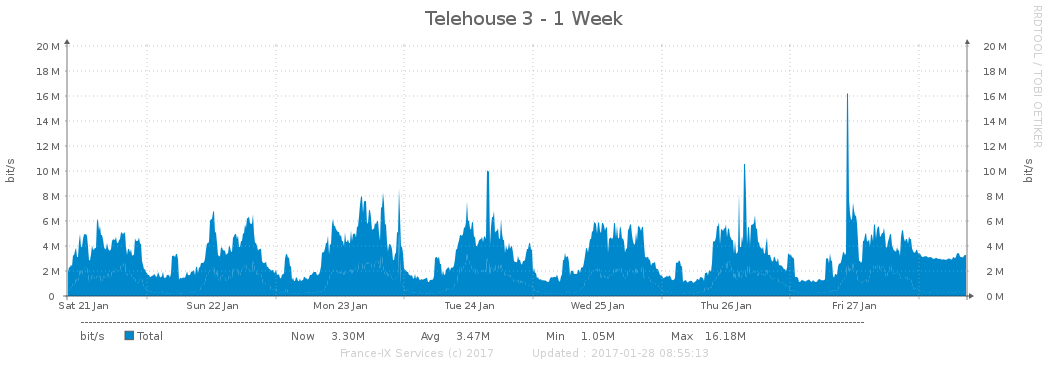 Telehouse 3 - 1 Week
RRDTOOL / TOBI OETIKER
bit/s
bit/s
20 M 20 M
18 M 18 M
16 M 16 M
14 M 14 M
12 M 12 M
10 M 10 M
8 M 8 M
6 M 6 M
4 M 4 M
2 M 2 M
0 0 M
Sat 21 Jan Sun 22 Jan Mon 23 Jan Tue 24 Jan Wed 25 Jan Thu 26 Jan Fri 27 Jan
bit/s Total Now 3.30M Avg 3.47M Min 1.05M Max 16.18M
France-IX Services (c) 2017 Updated : 2017-01-28 08:55:13